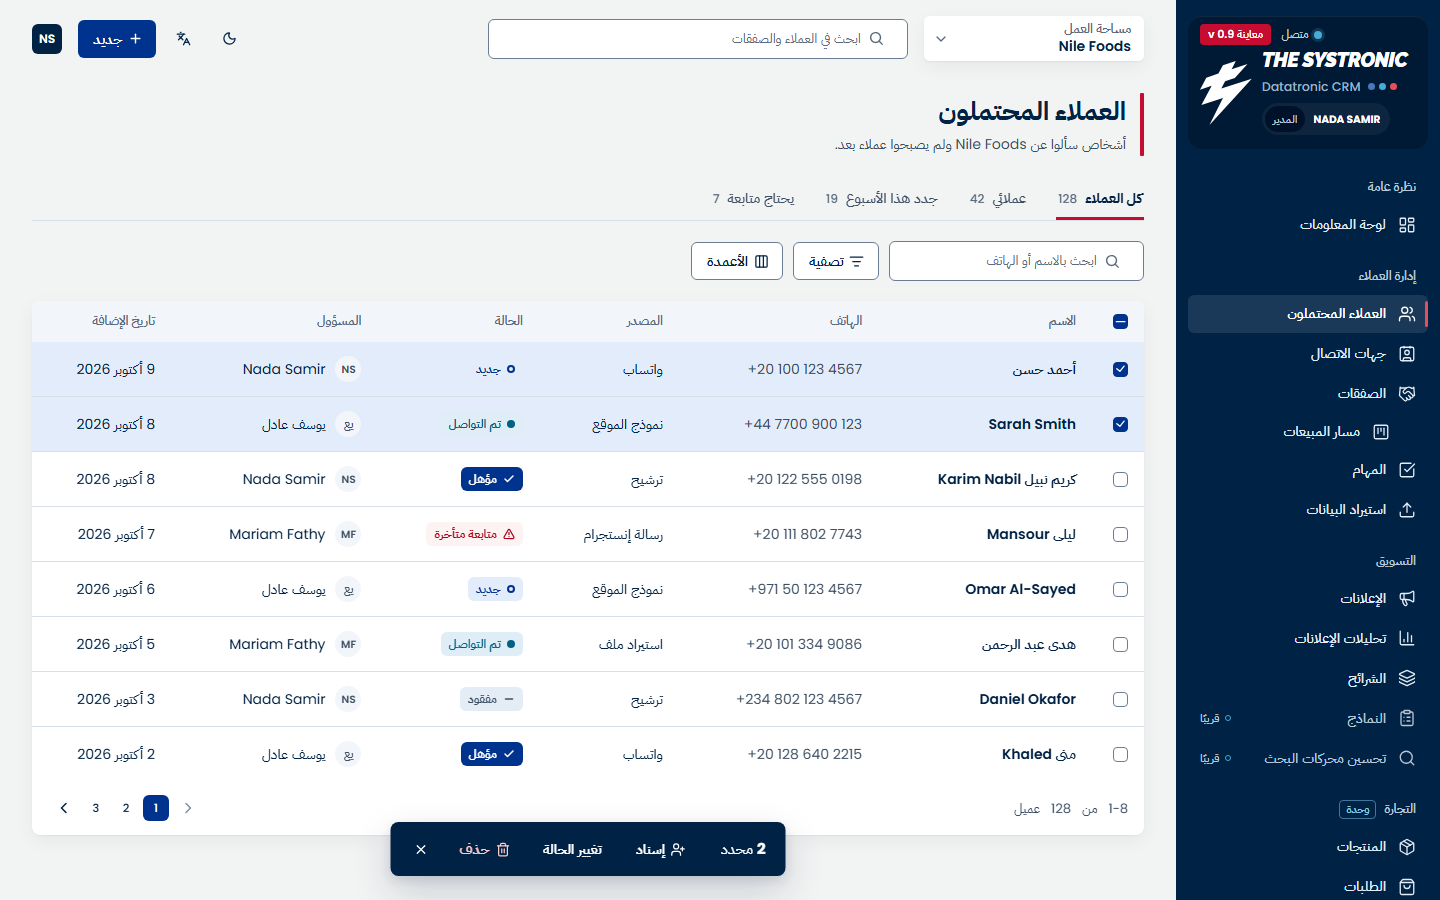 متصل
معاينة v 0.9
THE SYSTRONIC
Datatronic CRM
NADA SAMIR
المدير
نظرة عامة
لوحة المعلومات
إدارة العملاء
العملاء المحتملون
جهات الاتصال
الصفقات
مسار المبيعات
المهام
استيراد البيانات
التسويق
الإعلانات
تحليلات الإعلانات
الشرائح
النماذج قريبًا
تحسين محركات البحث قريبًا
التجارة وحدة
المنتجات
الطلبات
مساحة العمل
Nile Foods
ابحث في العملاء والصفقات
جديد
NS
العملاء المحتملون
أشخاص سألوا عن Nile Foods ولم يصبحوا عملاء بعد.
كل العملاء 128 عملائي 42 جدد هذا الأسبوع 19 يحتاج متابعة 7
ابحث بالاسم أو الهاتف
تصفية
الأعمدة
الاسم الهاتف المصدر الحالة المسؤول تاريخ الإضافة
أحمد حسن +20 100 123 4567 واتساب جديد NS Nada Samir 9 أكتوبر 2026
Sarah Smith +44 7700 900 123 نموذج الموقع تم التواصل يع يوسف عادل 8 أكتوبر 2026
كريم نبيل Karim Nabil +20 122 555 0198 ترشيح مؤهل NS Nada Samir 8 أكتوبر 2026
ليلى Mansour +20 111 802 7743 رسالة إنستجرام متابعة متأخرة MF Mariam Fathy 7 أكتوبر 2026
Omar Al-Sayed +971 50 123 4567 نموذج الموقع جديد يع يوسف عادل 6 أكتوبر 2026
هدى عبد الرحمن +20 101 334 9086 استيراد ملف تم التواصل MF Mariam Fathy 5 أكتوبر 2026
Daniel Okafor +234 802 123 4567 ترشيح مفقود NS Nada Samir 3 أكتوبر 2026
منى Khaled +20 128 640 2215 واتساب مؤهل يع يوسف عادل 2 أكتوبر 2026
1-8 من 128 عميل
1 2 3
2 محدد إسناد تغيير الحالة حذف